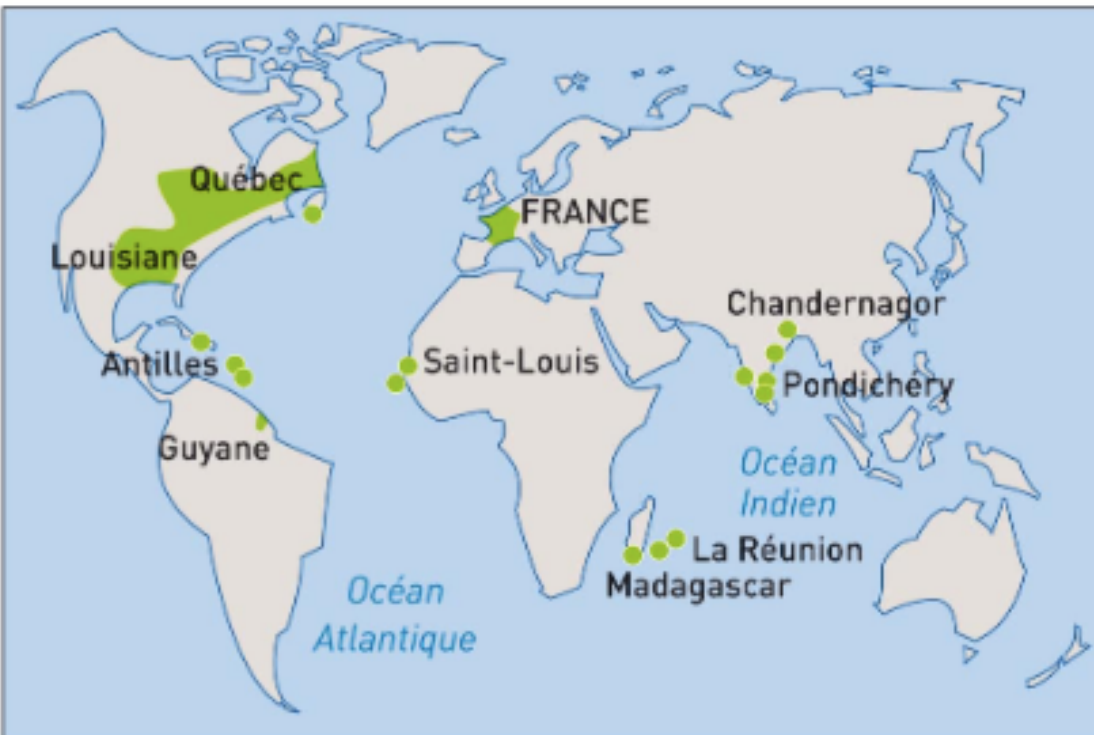 Québec
FRANCE
Louisiane
Chandernagor
Antilles
Saint-Louis
Pondichéry
Guyane
Océan
Indien
La Réunion
Madagascar
Océan
Atlantique